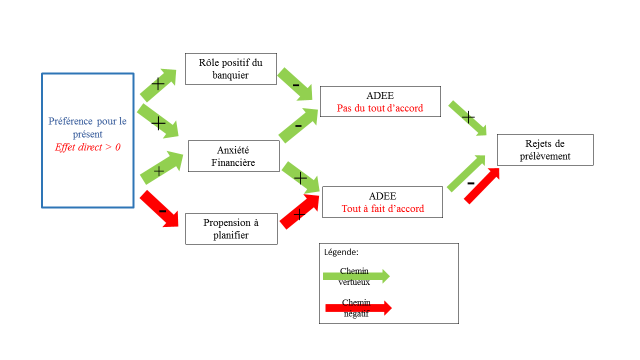 Préférence pour le
présent
Effet direct > 0
+
+
+
-
Rôle positif du
banquier
Anxiété
Financière
Propension à
planifier
-
-
+
+
ADEE
Pas du tout d'accord
ADEE
Tout à fait d'accord
+
-
Rejets de
prélèvement
Légende:
Chemin
vertueux
Chemin
négatif